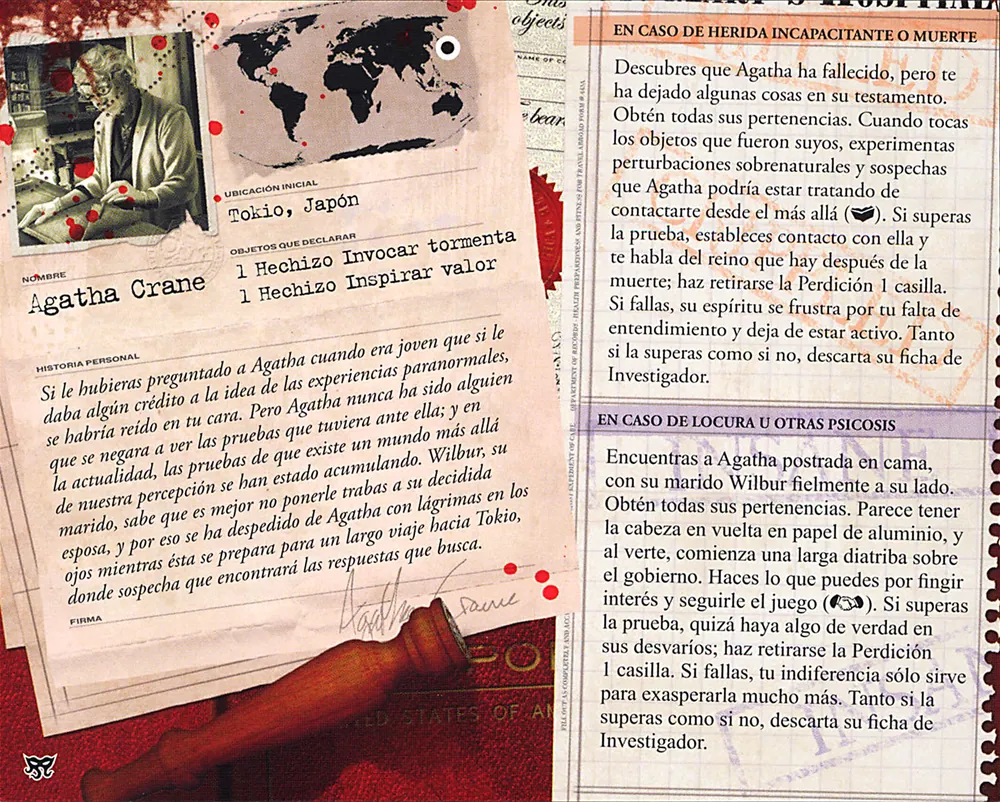 UBICACIÓN INICIAL
Tokio, Japón
OBJETOS QUE DECLARAR
1 Hechizo Invocar tormenta
1 Hechizo Inspirar valor
NOMBRE
Agatha Crane
HISTORIA PERSONAL
Si le hubieras preguntado a Agatha cuando era joven que si le
daba algún crédito a la idea de las experiencias paranormales,
se habría reído en tu cara. Pero Agatha nunca ha sido alguien
que se negara a ver las pruebas que tuviera ante ella; y en
la actualidad, las pruebas de que existe un mundo más allá
de nuestra percepción se han estado acumulando. Wilbur, su
marido, sabe que es mejor no ponerle trabas a su decidida
esposa, y por eso se ha despedido de Agatha con lágrimas en los
ojos mientras ésta se prepara para un largo viaje hacia Tokio,
donde sospecha que encontrará las respuestas que busca.
FIRMA
Agatha Crane
STATES OF AM
objects
NAME OF
bear
EN CASO DE HERIDA INCAPACITANTE O MUERTE
Descubres que Agatha ha fallecido, pero te
ha dejado algunas cosas en su testamento.
Obtén todas sus pertenencias. Cuando tocas
los objetos que fueron suyos, experimentas
perturbaciones sobrenaturales y sospechas
que Agatha podría estar tratando de
contactarte desde el más allá (). Si superas
la prueba, estableces contacto con ella y
te habla del reino que hay después de la
muerte; haz retirarse la Perdición 1 casilla.
Si fallas, su espíritu se frustra por tu falta de
entendimiento y deja de estar activo. Tanto
si la superas como si no, descarta su ficha de
Investigador.
EN CASO DE LOCURA U OTRAS PSICOSIS
Encuentras a Agatha postrada en cama,
con su marido Wilbur fielmente a su lado.
Obtén todas sus pertenencias. Parece tener
la cabeza en vuelta en papel de aluminio, y
al verte, comienza una larga diatriba sobre
el gobierno. Haces lo que puedes por fingir
interés y seguirle el juego (). Si superas
la prueba, quizá haya algo de verdad en
sus desvaríos; haz retirarse la Perdición
1 casilla. Si fallas, tu indiferencia sólo sirve
para exasperarla mucho más. Tanto si la
superas como si no, descarta su ficha de
Investigador.